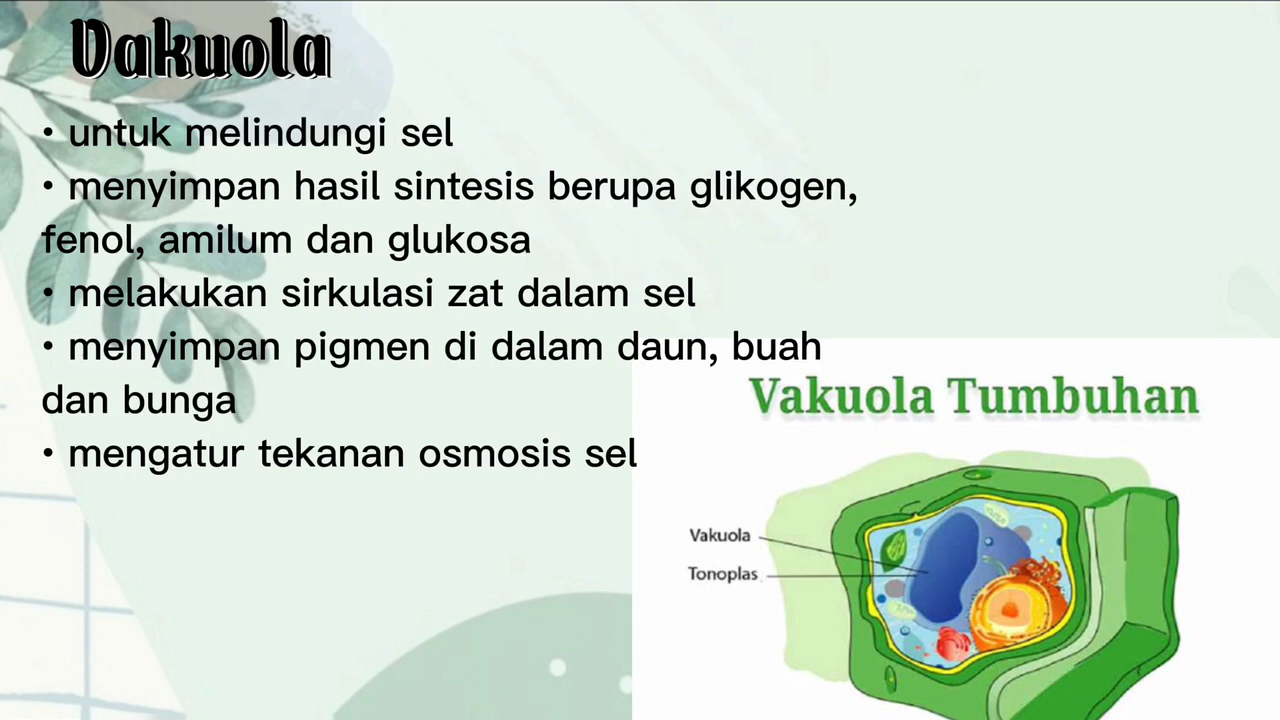 Vakuola
• untuk melindungi sel
• menyimpan hasil sintesis berupa glikogen,
fenol, amilum dan glukosa
• melakukan sirkulasi zat dalam sel
• menyimpan pigmen di dalam daun, buah
dan bunga
• mengatur tekanan osmosis sel
Vakuola Tumbuhan
Vakuola
Tonoplas